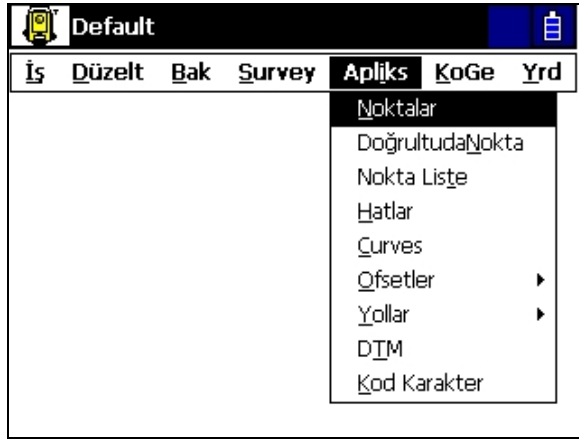 Default
İş Düzelt Bak Survey Apliks KoGe Yrd
Noktalar
DoğrultudaNokta
Nokta Liste
Hatlar
Curves
Ofsetler
Yollar
DTM
Kod Karakter